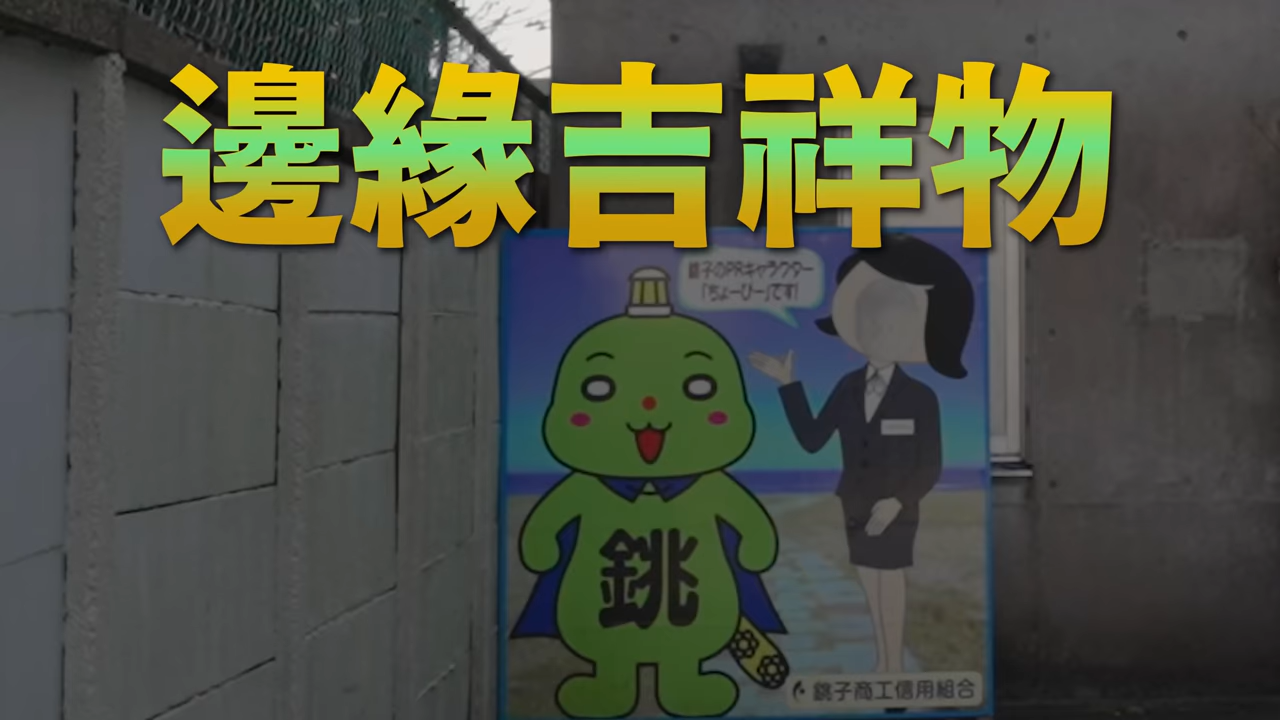 邊緣吉祥物
銚子のPRキャラクター
「ちょーぴー」です!
銚
銚子商工信用組合